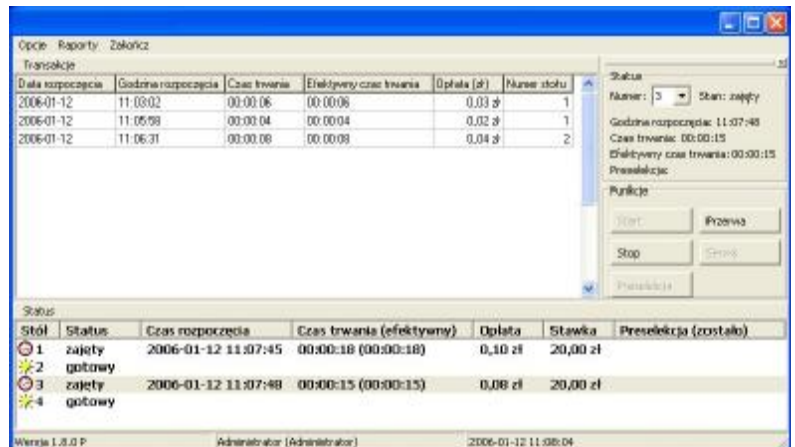 Opcje Raporty Zakończ
Transakcje
Data rozpoczęcia Godzina rozpoczęcia Czas trwania Efektywny czas trwania Opłata (zł) Numer stołu
2006-01-12 11:03:02 00:00:06 00:00:06 0,03 zł 1
2006-01-12 11:05:58 00:00:04 00:00:04 0,02 zł 1
2006-01-12 11:06:31 00:00:08 00:00:08 0,04 zł 2
Status
Numer: 3 Stan: zajęty
Godzina rozpoczęcia: 11:07:48
Czas trwania: 00:00:15
Efektywny czas trwania: 00:00:15
Preselekcja:
Funkcje
Start Przerwa
Stop
Preselekcja
Status
Stół Status Czas rozpoczęcia Czas trwania (efektywny) Opłata Stawka Preselekcja (zostało)
1 zajęty 2006-01-12 11:07:45 00:00:18 (00:00:18) 0,10 zł 20,00 zł
2 gotowy
3 zajęty 2006-01-12 11:07:48 00:00:15 (00:00:15) 0,08 zł 20,00 zł
4 gotowy
Wersja 1.8.0 P Administrator (Administrator) 2006-01-12 11:08:04